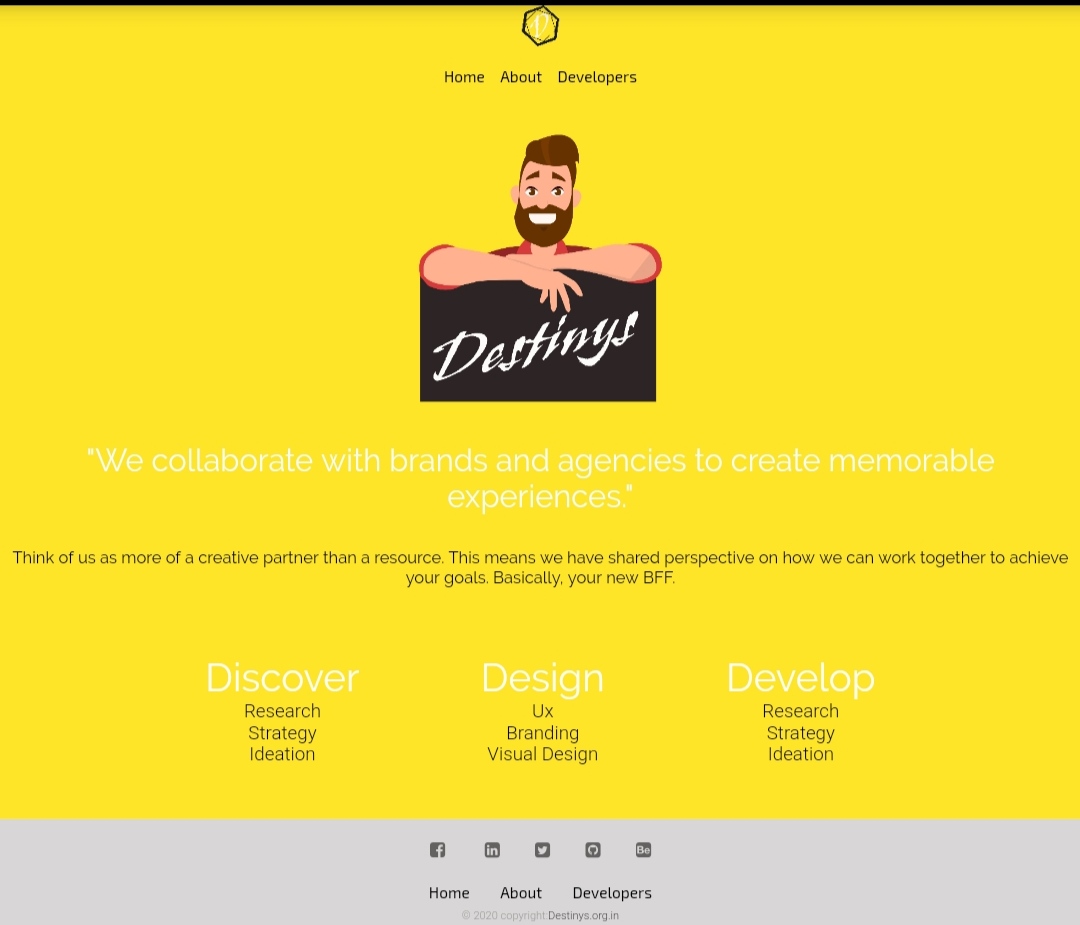 Home About Developers
Destinys
"We collaborate with brands and agencies to create memorable
experiences."
Think of us as more of a creative partner than a resource. This means we have shared perspective on how we can work together to achieve
your goals. Basically, your new BFF.
Discover Design Develop
Research Ux Research
Strategy Branding Strategy
Ideation Visual Design Ideation
Bē
Home About Developers
© 2020 copyright:Destinys.org.in